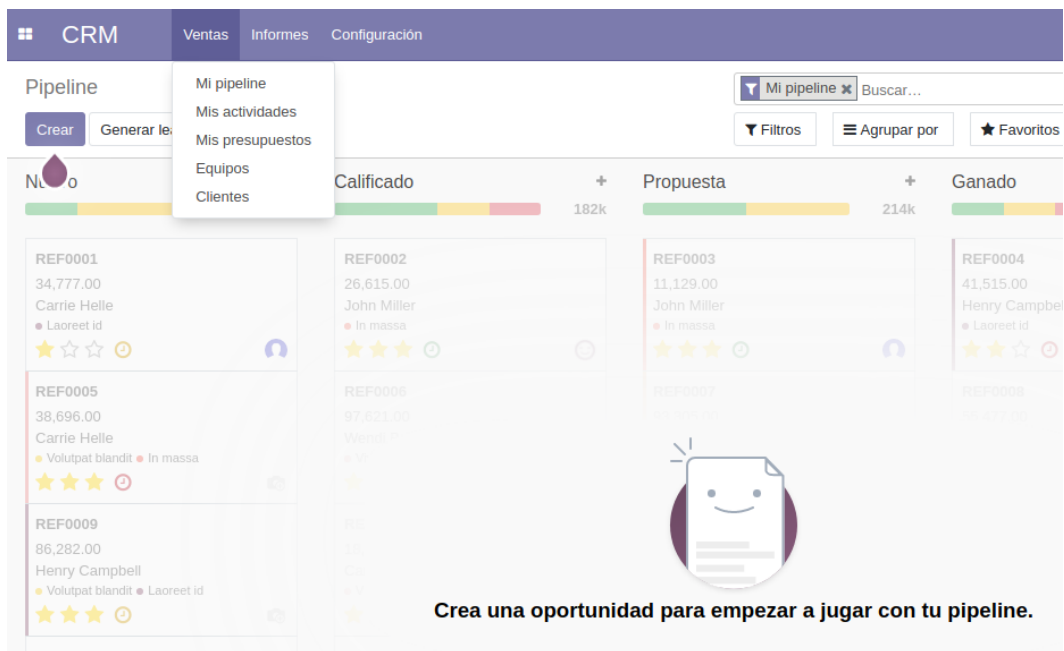 CRM Ventas Informes Configuración
Pipeline
Mi pipeline
Buscar...
Crear
Generar le
Mi pipeline
Mis actividades
Mis presupuestos
Equipos
Clientes
Filtros
Agrupar por
Favoritos
Calificado
182k
Propuesta
214k
Ganado
REF0001
34,777.00
Carrie Helle
Laoreet id
REF0005
38,696.00
Carrie Helle
Volutpat blandit In massa
REF0009
86,282.00
Henry Campbell
Volutpat blandit Laoreet id
REF0002
26,615.00
John Miller
In massa
REF0006
97,621.00
REF0003
11,129.00
John Miller
In massa
REF0007
REF0004
41,515.00
Henry Campbel
Laoreet id
REF0008
Crea una oportunidad para empezar a jugar con tu pipeline.